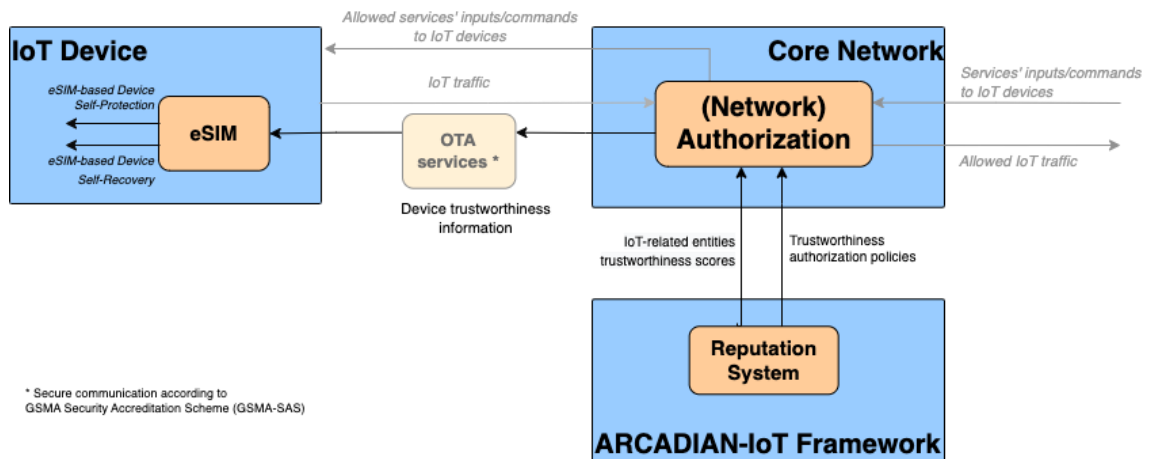 Allowed services' inputs/commands
to IoT devices
IoT Device
Core Network
eSIM-based Device
Self-Protection
IoT traffic
Services' inputs/commands
to IoT devices
eSIM
(Network)
Authorization
OTA
services *
eSIM-based Device
Self-Recovery
Allowed IoT traffic
Device trustworthiness
information
IoT-related entities
trustworthiness scores
Trustworthiness
authorization policies
Reputation
System
* Secure communication according to
GSMA Security Accreditation Scheme (GSMA-SAS)
ARCADIAN-IoT Framework